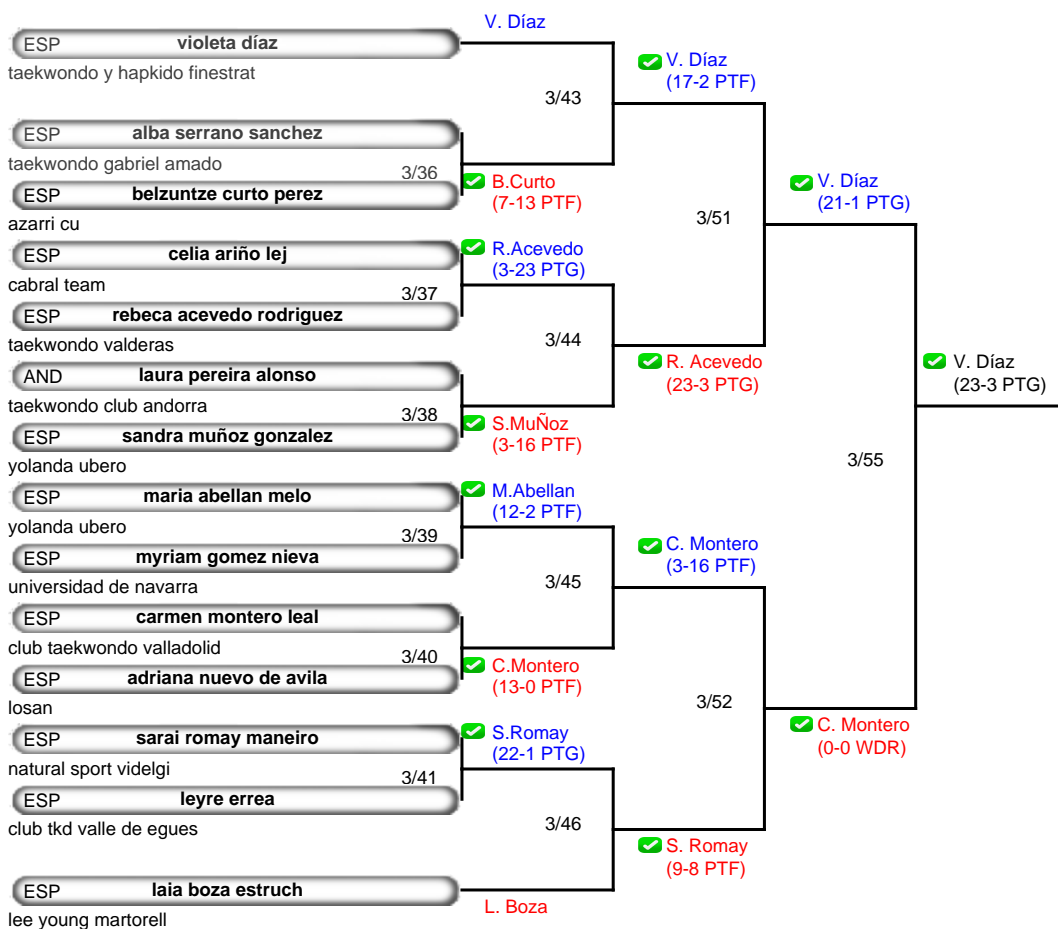 V. Díaz
ESP violeta díaz
taekwondo y hapkido finestrat
V. Díaz
(17-2 PTF)
3/43
ESP alba serrano sanchez
taekwondo gabriel amado
3/36
ESP belzuntze curto perez
azarri cu
B.Curto
(7-13 PTF)
V. Díaz
(21-1 PTG)
3/51
ESP celia ariño lej
cabral team
R.Acevedo
(3-23 PTG)
3/37
ESP rebeca acevedo rodriguez
taekwondo valderas
3/44
R. Acevedo
(23-3 PTG)
AND laura pereira alonso
taekwondo club andorra
3/38
ESP sandra muñoz gonzalez
yolanda ubero
S.MuÑoz
(3-16 PTF)
V. Díaz
(23-3 PTG)
3/55
ESP maria abellan melo
yolanda ubero
M.Abellan
(12-2 PTF)
3/39
ESP myriam gomez nieva
universidad de navarra
C. Montero
(3-16 PTF)
3/45
ESP carmen montero leal
club taekwondo valladolid
3/40
ESP adriana nuevo de avila
losan
C.Montero
(13-0 PTF)
3/52
C. Montero
(0-0 WDR)
ESP sarai romay maneiro
natural sport videlgi
S.Romay
(22-1 PTG)
3/41
ESP leyre errea
club tkd valle de egues
3/46
S. Romay
(9-8 PTF)
ESP laia boza estruch
lee young martorell
L. Boza